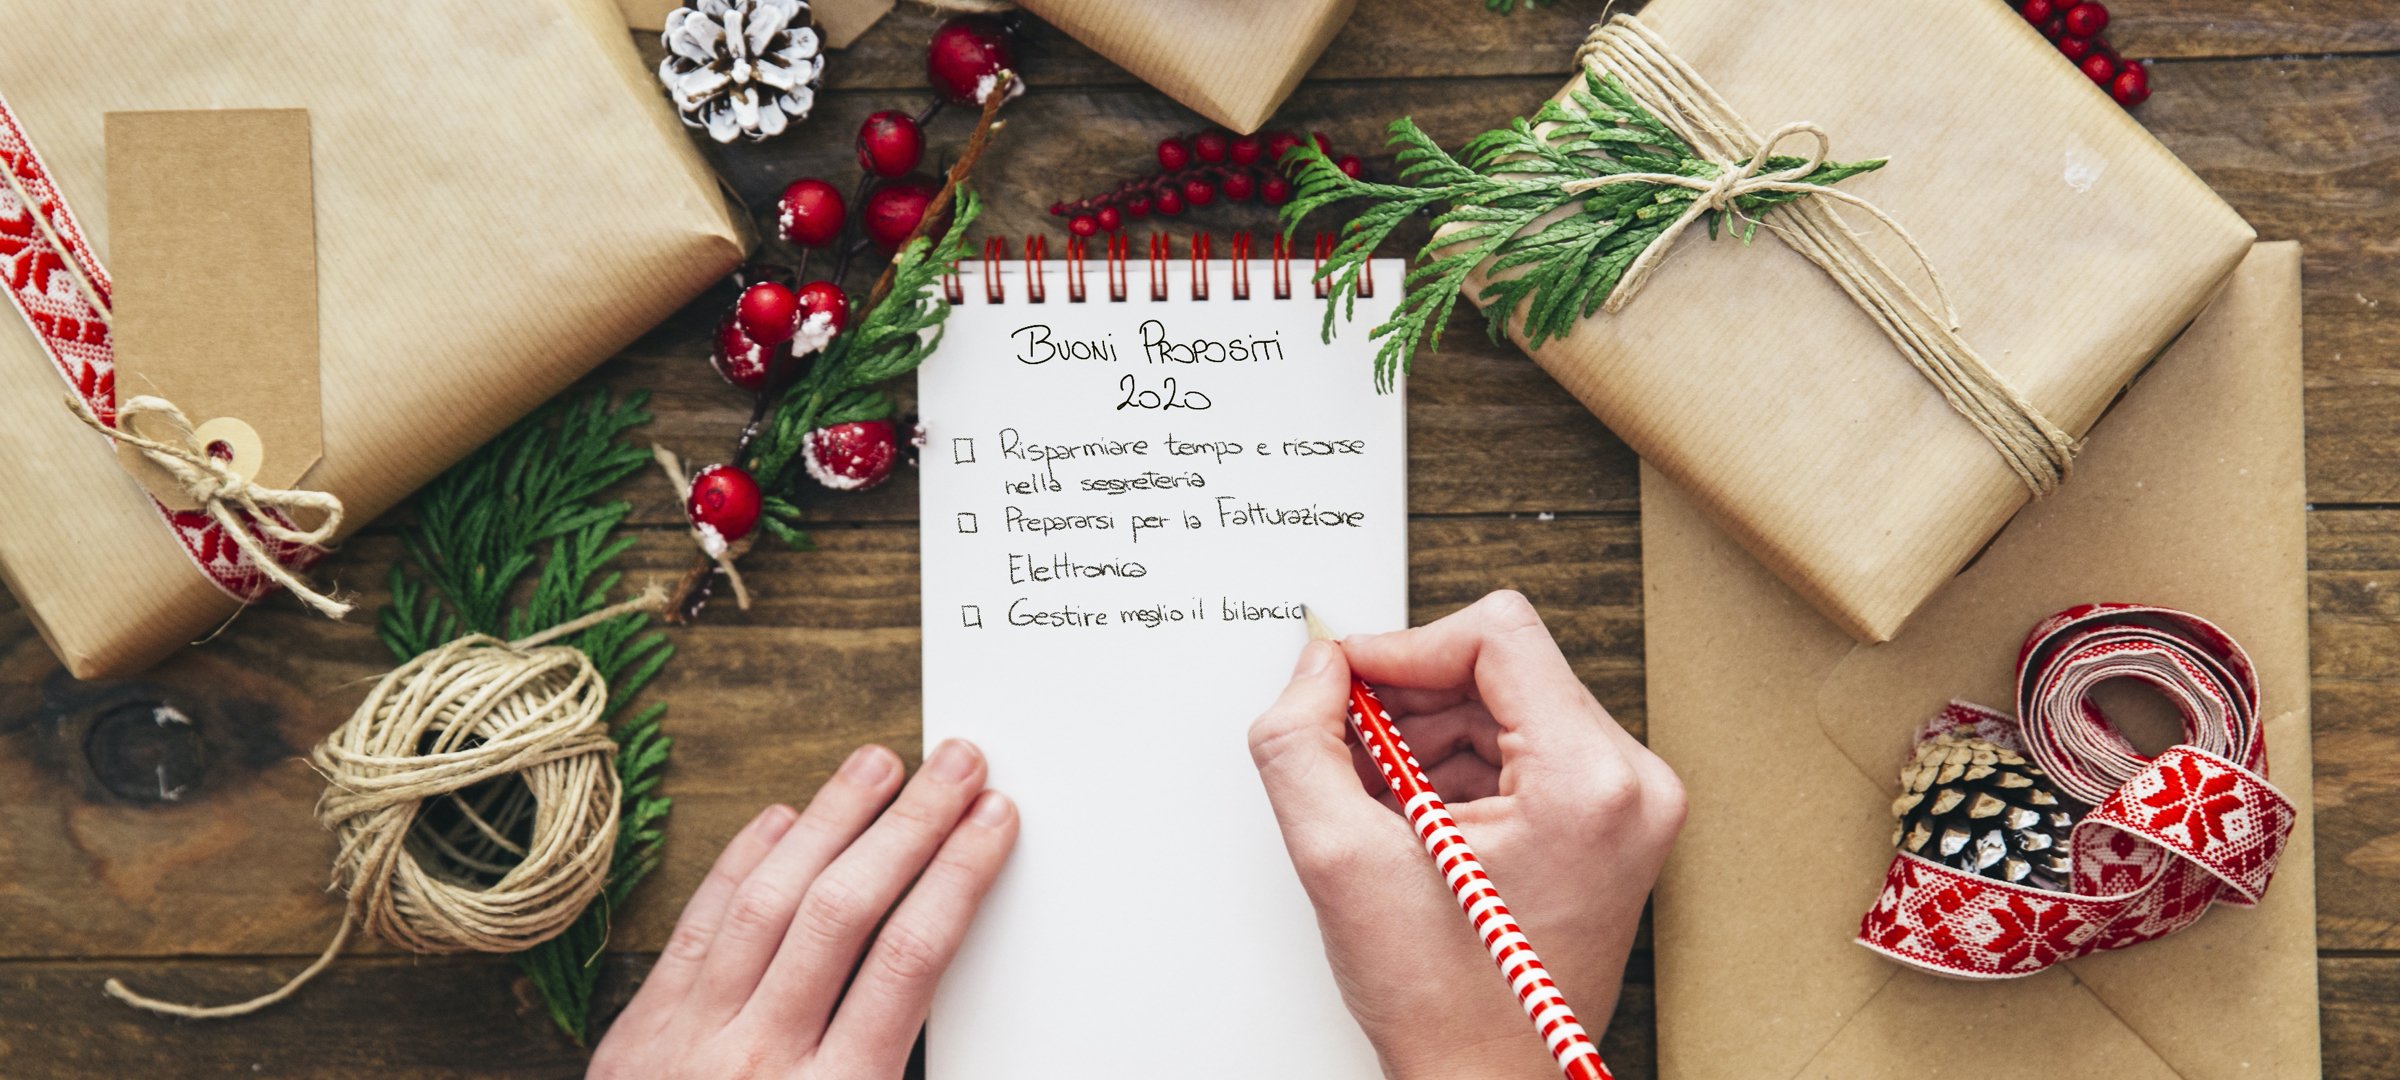 Buoni Propositi
2020
Risparmiare tempo e risorse
nella segreteria
Prepararsi per la Fatturazione
Elettronica
Gestire meglio il bilancio